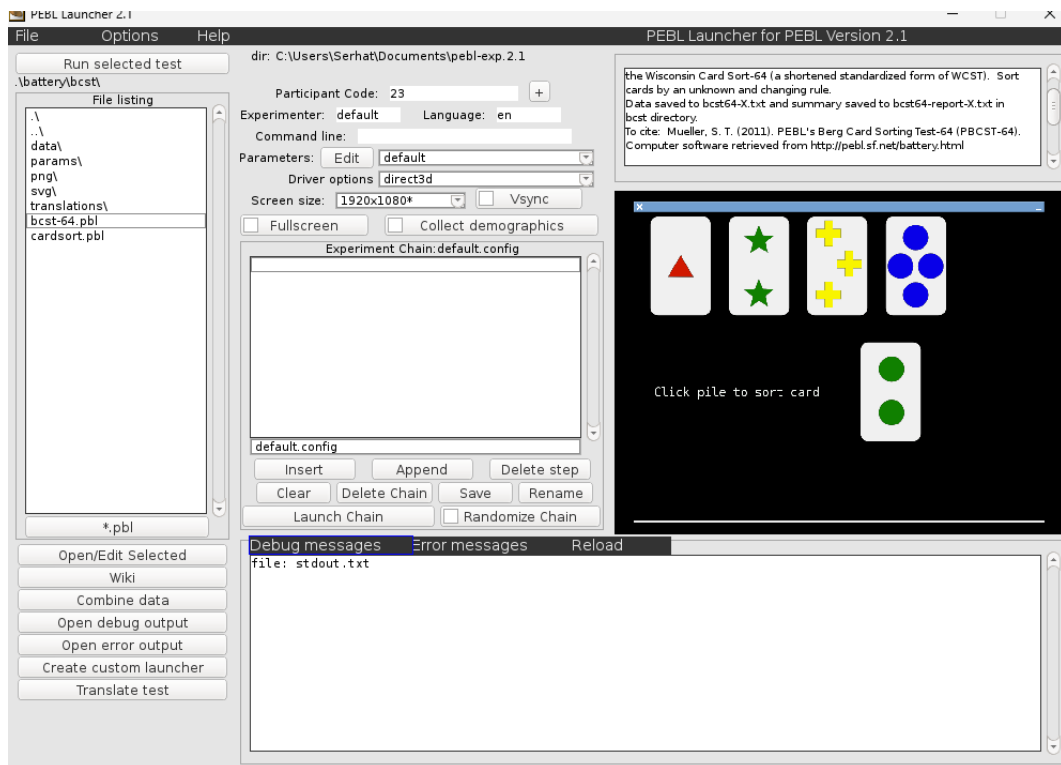 PEBL Launcher 2.1
File Options Help
PEBL Launcher for PEBL Version 2.1
Run selected test
.\battery\bcst\
File listing
.\
..\
data\
params\
png\
svg\
translations\
bcst-64.pbl
cardsort.pbl
*.pbl
Open/Edit Selected
Wiki
Combine data
Open debug output
Open error output
Create custom launcher
Translate test
dir: C:\Users\Serhat\Documents\pebl-exp.2.1
Participant Code: 23 +
Experimenter: default Language: en
Command line:
Parameters: Edit default
Driver options direct3d
Screen size: 1920x1080* Vsync
Fullscreen Collect demographics
Experiment Chain:default.config
default.config
Insert Append Delete step
Clear Delete Chain Save Rename
Launch Chain Randomize Chain
the Wisconsin Card Sort-64 (a shortened standardized form of WCST). Sort
cards by an unknown and changing rule.
Data saved to bcst64-X.txt and summary saved to bcst64-report-X.txt in
bcst directory.
To cite: Mueller, S. T. (2011). PEBL's Berg Card Sorting Test-64 (PBCST-64).
Computer software retrieved from http://pebl.sf.net/battery.html
Click pile to sort card
Debug messages Error messages Reload
file: stdout.txt